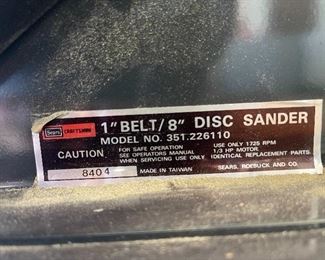 Sears CRAFTSMAN 1" BELT/8" DISC SANDER
MODEL NO. 351.226110
CAUTION
FOR SAFE OPERATION
SEE OPERATORS MANUAL
WHEN SERVICING USE ONLY IDENTICAL REPLACEMENT PARTS.
USE ONLY 1725 RPM
1/3 HP MOTOR.
8404
MADE IN TAIWAN
SEARS, ROEBUCK AND CO.